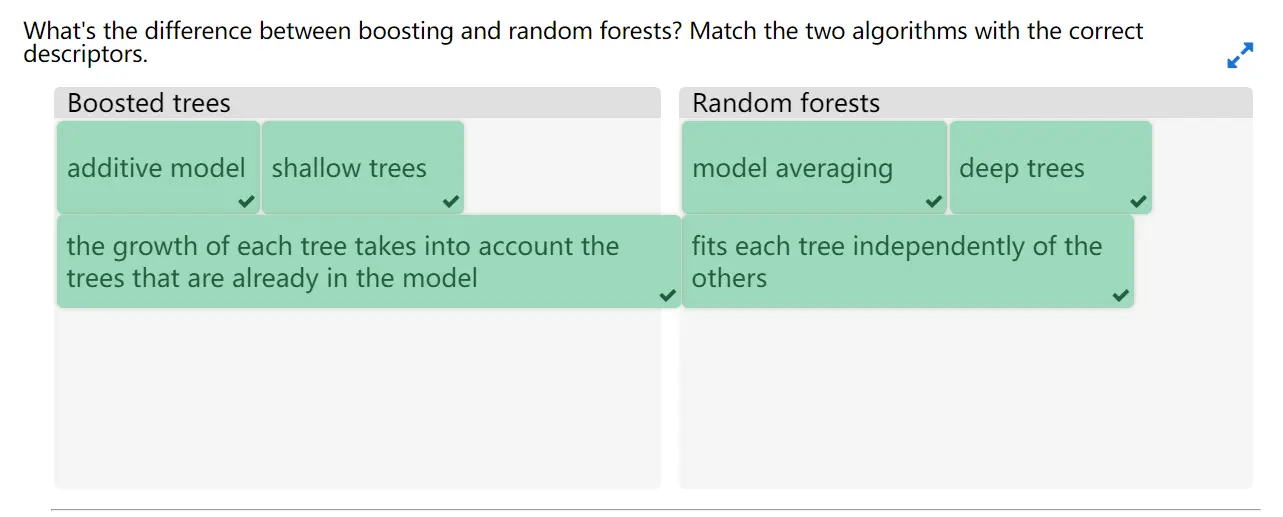 What's the difference between boosting and random forests? Match the two algorithms with the correct
descriptors.
Boosted trees
additive model
shallow trees
the growth of each tree takes into account the
trees that are already in the model
Random forests
model averaging
deep trees
fits each tree independently of the
others